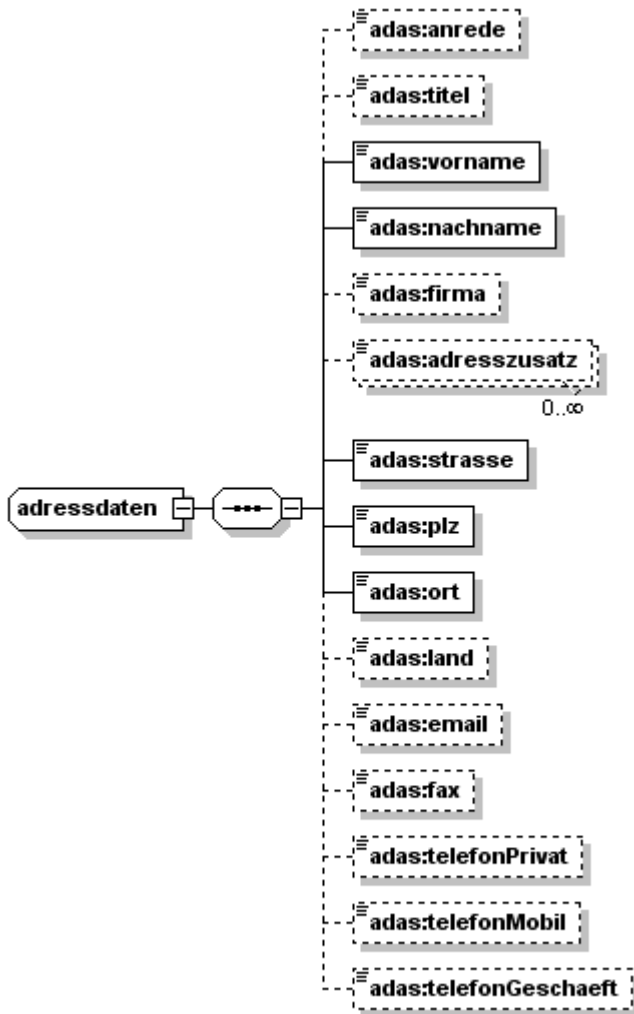 adas:anrede
adas:titel
adas:vorname
adas:nachname
adas:firma
adas:adresszusatz
0..∞
adas:strasse
adressdaten
adas:plz
adas:ort
adas:land
adas:email
adas:fax
adas:telefonPrivat
adas:telefonMobil
adas:telefonGeschaeft